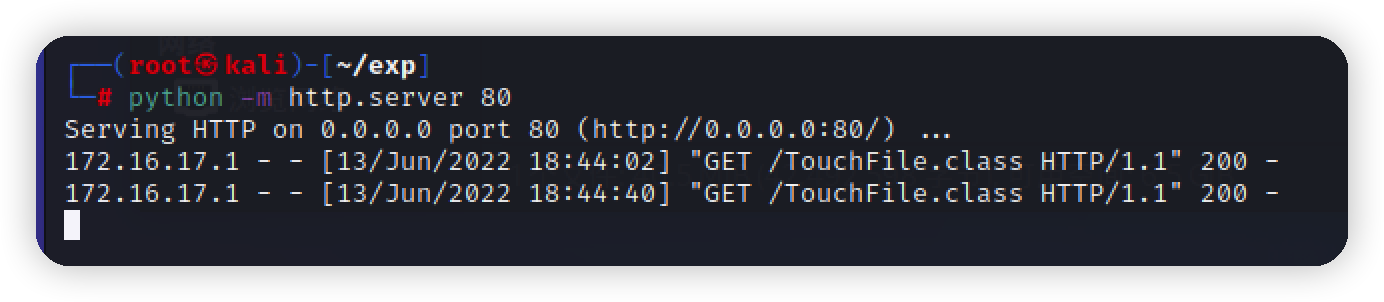 ┌──(root㉿kali)-[~/exp]
└─# python -m http.server 80
Serving HTTP on 0.0.0.0 port 80 (http://0.0.0.0:80/) ...
172.16.17.1 - - [13/Jun/2022 18:44:02] "GET /TouchFile.class HTTP/1.1" 200 -
172.16.17.1 - - [13/Jun/2022 18:44:40] "GET /TouchFile.class HTTP/1.1" 200 -